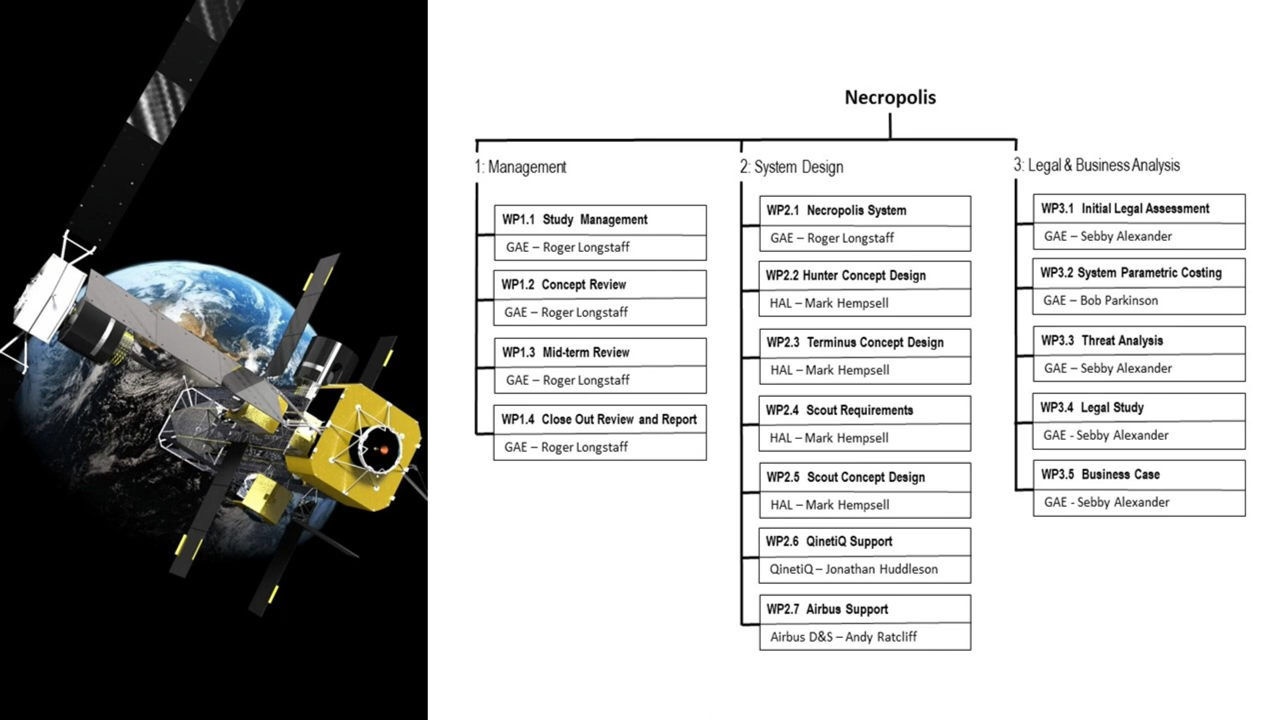 Necropolis
1: Management
WP1.1 Study Management
GAE – Roger Longstaff
WP1.2 Concept Review
GAE – Roger Longstaff
WP1.3 Mid-term Review
GAE – Roger Longstaff
WP1.4 Close Out Review and Report
GAE – Roger Longstaff
2: System Design
WP2.1 Necropolis System
GAE – Roger Longstaff
WP2.2 Hunter Concept Design
HAL – Mark Hempsell
WP2.3 Terminus Concept Design
HAL – Mark Hempsell
WP2.4 Scout Requirements
HAL – Mark Hempsell
WP2.5 Scout Concept Design
HAL – Mark Hempsell
WP2.6 QinetiQ Support
QinetiQ – Jonathan Huddleson
WP2.7 Airbus Support
Airbus D&S – Andy Ratcliff
3: Legal & Business Analysis
WP3.1 Initial Legal Assessment
GAE – Sebby Alexander
WP3.2 System Parametric Costing
GAE – Bob Parkinson
WP3.3 Threat Analysis
GAE – Sebby Alexander
WP3.4 Legal Study
GAE - Sebby Alexander
WP3.5 Business Case
GAE - Sebby Alexander